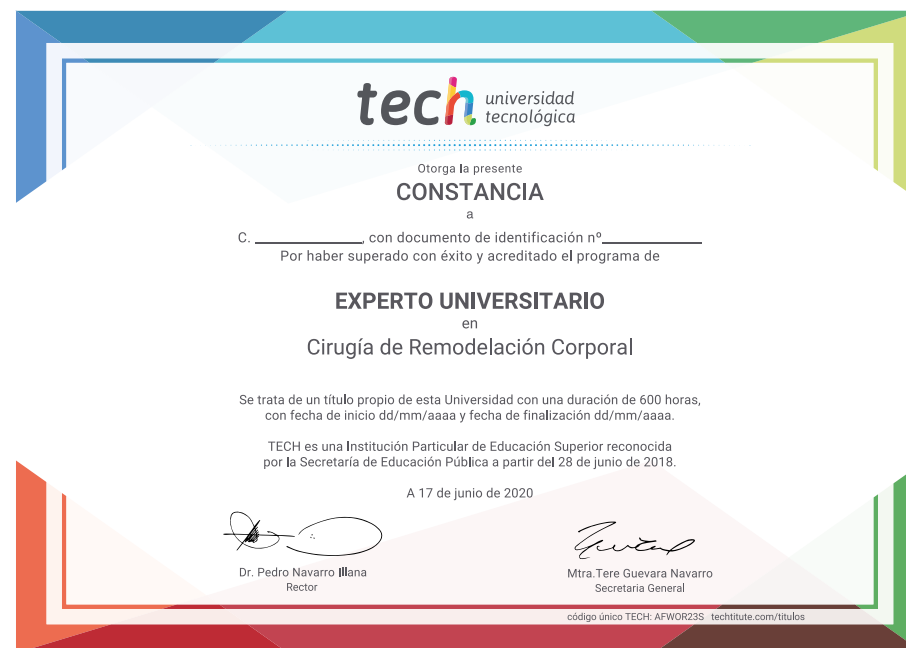 tech universidad
tecnológica
Otorga la presente
CONSTANCIA
a
C. ______________, con documento de identificación nº_____________
Por haber superado con éxito y acreditado el programa de
EXPERTO UNIVERSITARIO
en
Cirugía de Remodelación Corporal
Se trata de un título propio de esta Universidad con una duración de 600 horas,
con fecha de inicio dd/mm/aaaa y fecha de finalización dd/mm/aaaa.
TECH es una Institución Particular de Educación Superior reconocida
por la Secretaría de Educación Pública a partir del 28 de junio de 2018.
A 17 de junio de 2020
Dr. Pedro Navarro Illana
Rector
Mtra.Tere Guevara Navarro
Secretaria General
código único TECH: AFWOR23S techtitute.com/titulos